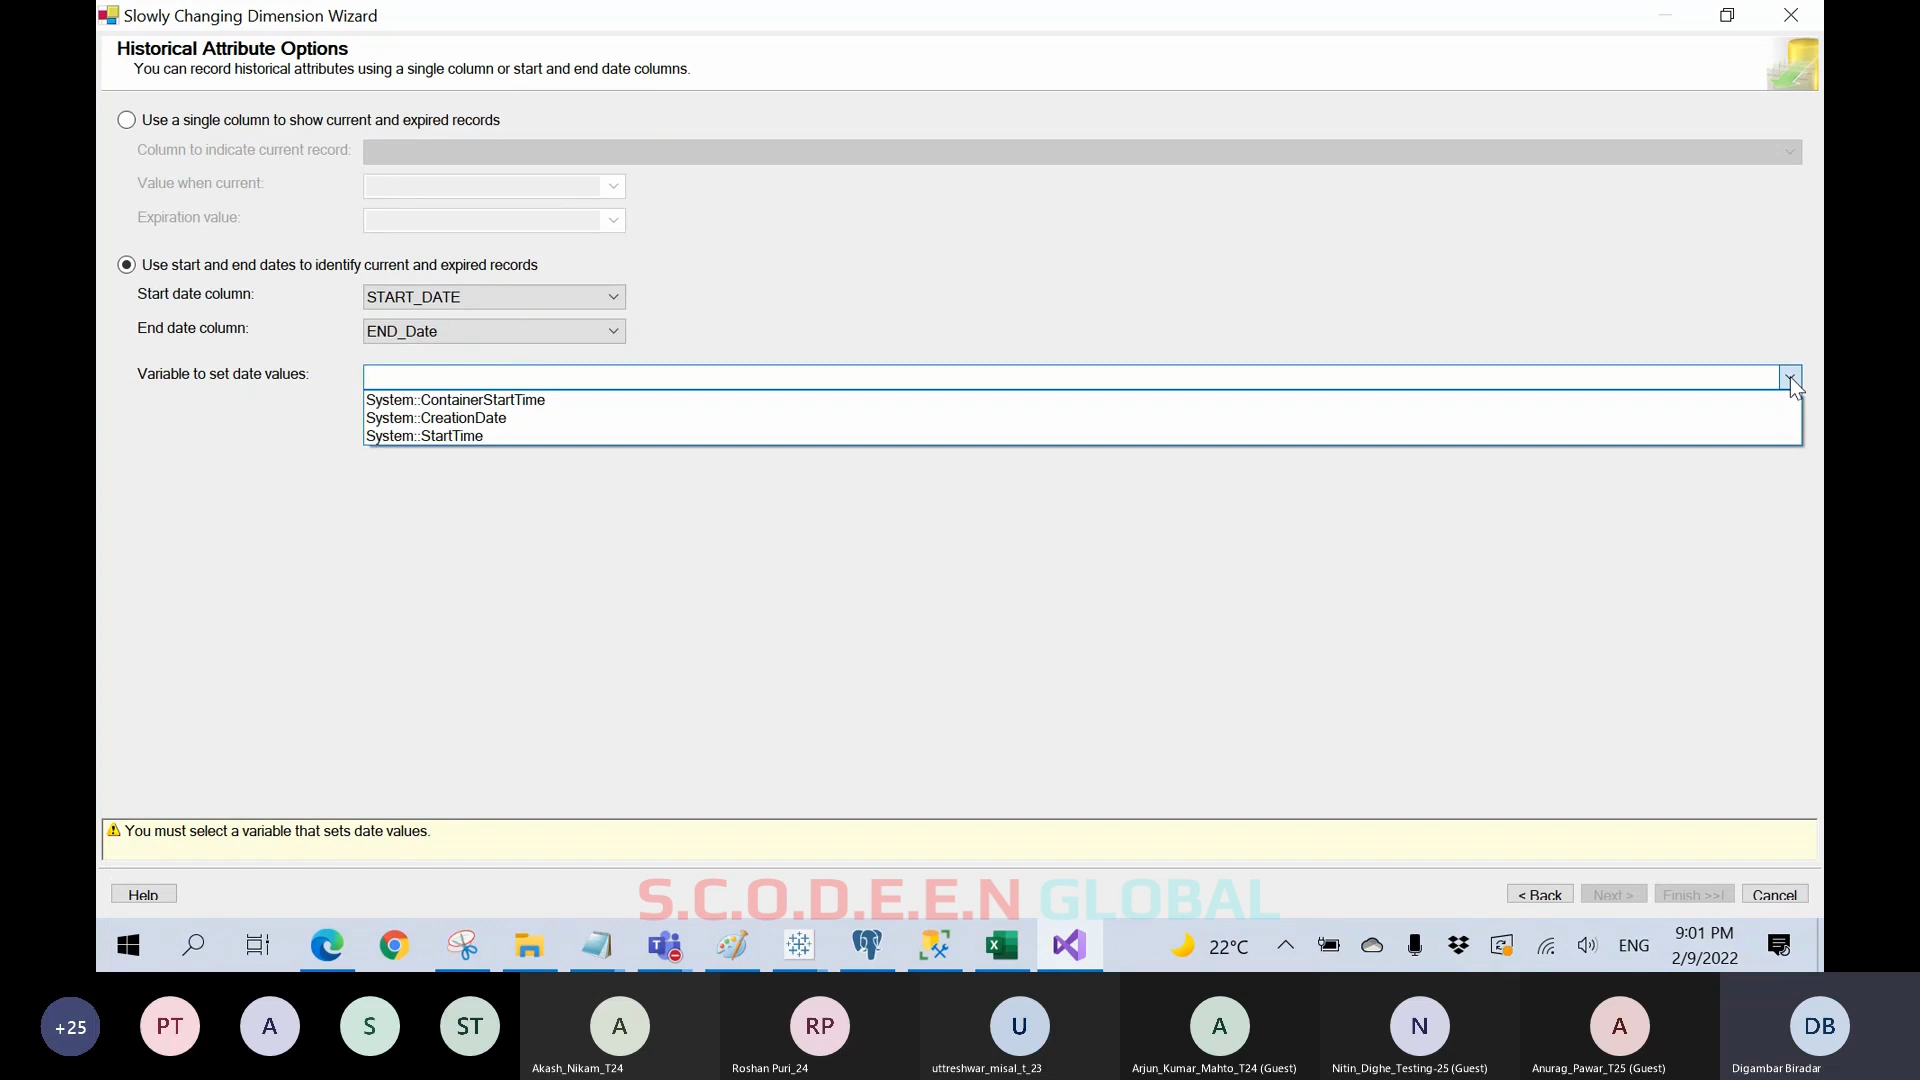 Slowly Changing Dimension Wizard
Historical Attribute Options
You can record historical attributes using a single column or start and end date columns.
Use a single column to show current and expired records
Column to indicate current record:
Value when current:
Expiration value:
Use start and end dates to identify current and expired records
Start date column: START_DATE
End date column: END_Date
Variable to set date values:
System::ContainerStartTime
System::CreationDate
System::StartTime
You must select a variable that sets date values.
Help
< Back Next > Finish >>| Cancel
S.C.O.D.E.E.N GLOBAL
22°C ENG 9:01 PM
2/9/2022
+25 PT A S ST A RP U A N A DB
Akash_Nikam_T24 Roshan Puri_24 uttreshwar_misal_t_23 Arjun_Kumar_Mahto_T24 (Guest) Nitin_Dighe_Testing-25 (Guest) Anurag_Pawar_T25 (Guest) Digambar Biradar